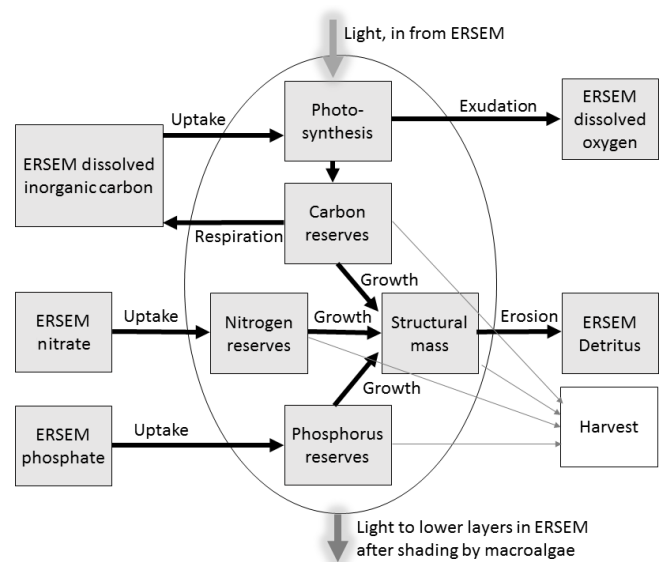 Light, in from ERSEM
Uptake
Photo-
synthesis
Exudation
ERSEM
dissolved
oxygen
ERSEM dissolved
inorganic carbon
Carbon
reserves
Respiration
Growth
ERSEM
nitrate
Uptake
Nitrogen
reserves
Growth
Structural
mass
Erosion
ERSEM
Detritus
Growth
ERSEM
phosphate
Uptake
Phosphorus
reserves
Harvest
Light to lower layers in ERSEM
after shading by macroalgae